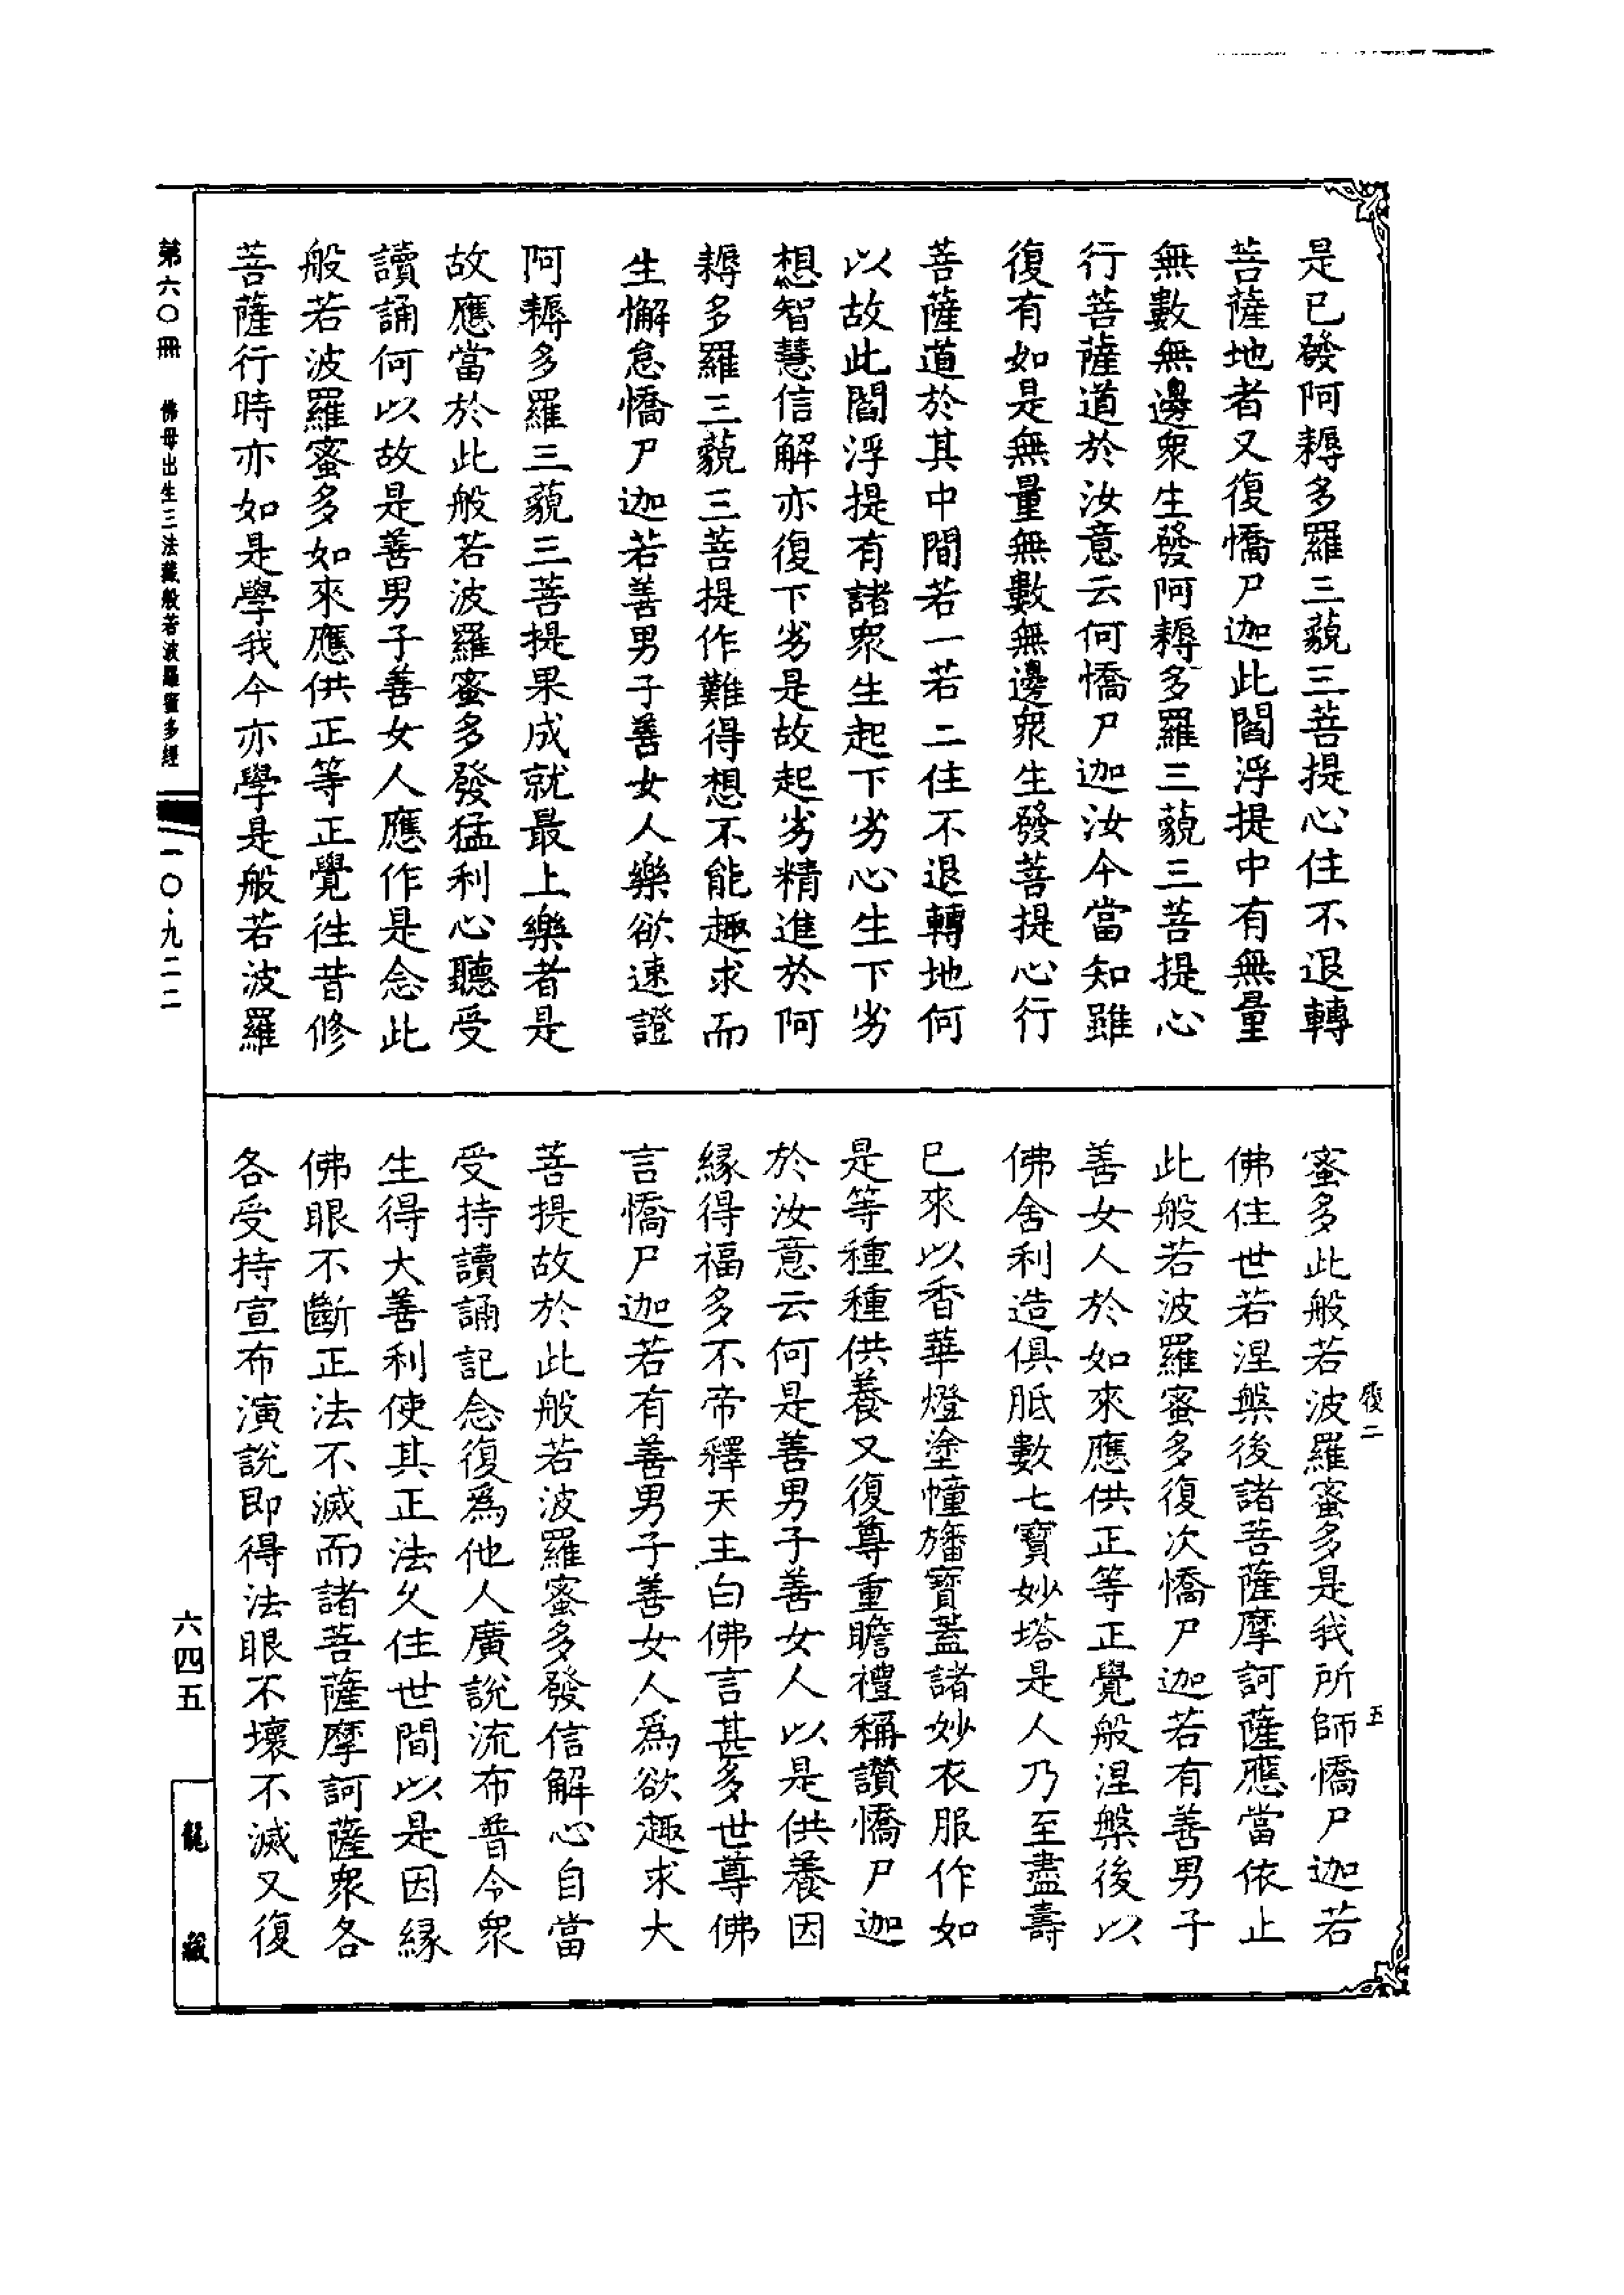 是已發阿耨多羅三藐三菩提心住不退轉
菩薩地者又復憍尸迦此閻浮提中有無量
無數無邊衆生發阿耨多羅三藐三菩提心
行菩薩道於汝意云何憍尸迦汝今當知雖
復有如是無量無數無邊衆生發菩提心行
菩薩道於其中間若一若二住不退轉地何
以故此閻浮提有諸衆生起下劣心生下劣
想智慧信解亦復下劣是故起劣精進於阿
耨多羅三藐三菩提作難得想不能趣求而
生懈怠憍尸迦若善男子善女人樂欲速證
阿耨多羅三藐三菩提果成就最上樂者是
故應當於此般若波羅蜜多發猛利心聽受
讀誦何以故是善男子善女人應作是念此
般若波羅蜜多如來應供正等正覺往昔修
菩薩行時亦如是學我今亦學是般若波羅
蜜多此般若波羅蜜多是我所師憍尸迦若
佛住世若涅槃後諸菩薩摩訶薩應當依止
此般若波羅蜜多復次憍尸迦若有善男子
善女人於如來應供正等正覺般涅槃後以
佛舍利造俱胝數七寶妙塔是人乃至盡壽
已來以香華燈塗幢旛寶蓋諸妙衣服作如
是等種種供養又復尊重瞻禮稱讚憍尸迦
於汝意云何是善男子善女人以是供養因
緣得福多不帝釋天主白佛言甚多世尊佛
言憍尸迦若有善男子善女人爲欲趣求大
菩提故於此般若波羅蜜多發信解心自當
受持讀誦記念復爲他人廣說流布普令衆
生得大善利使其正法久住世間以是因緣
佛眼不斷正法不滅而諸菩薩摩訶薩衆各
各受持宣布演說即得法眼不壞不滅又復
二
五
第六〇冊 佛母出生三法藏般若波羅蜜多經
一〇·九二二
六四五
龍藏